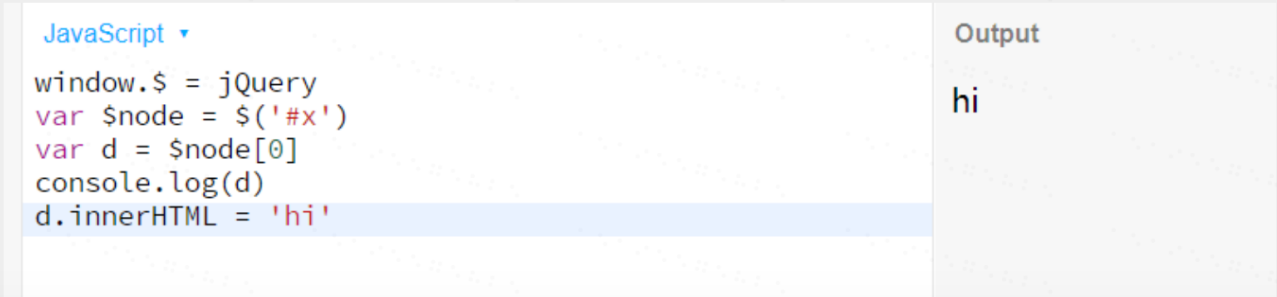 JavaScript ▾
Output
window.$ = jQuery
var $node = $('#x')
var d = $node[0]
console.log(d)
d.innerHTML = 'hi'
hi